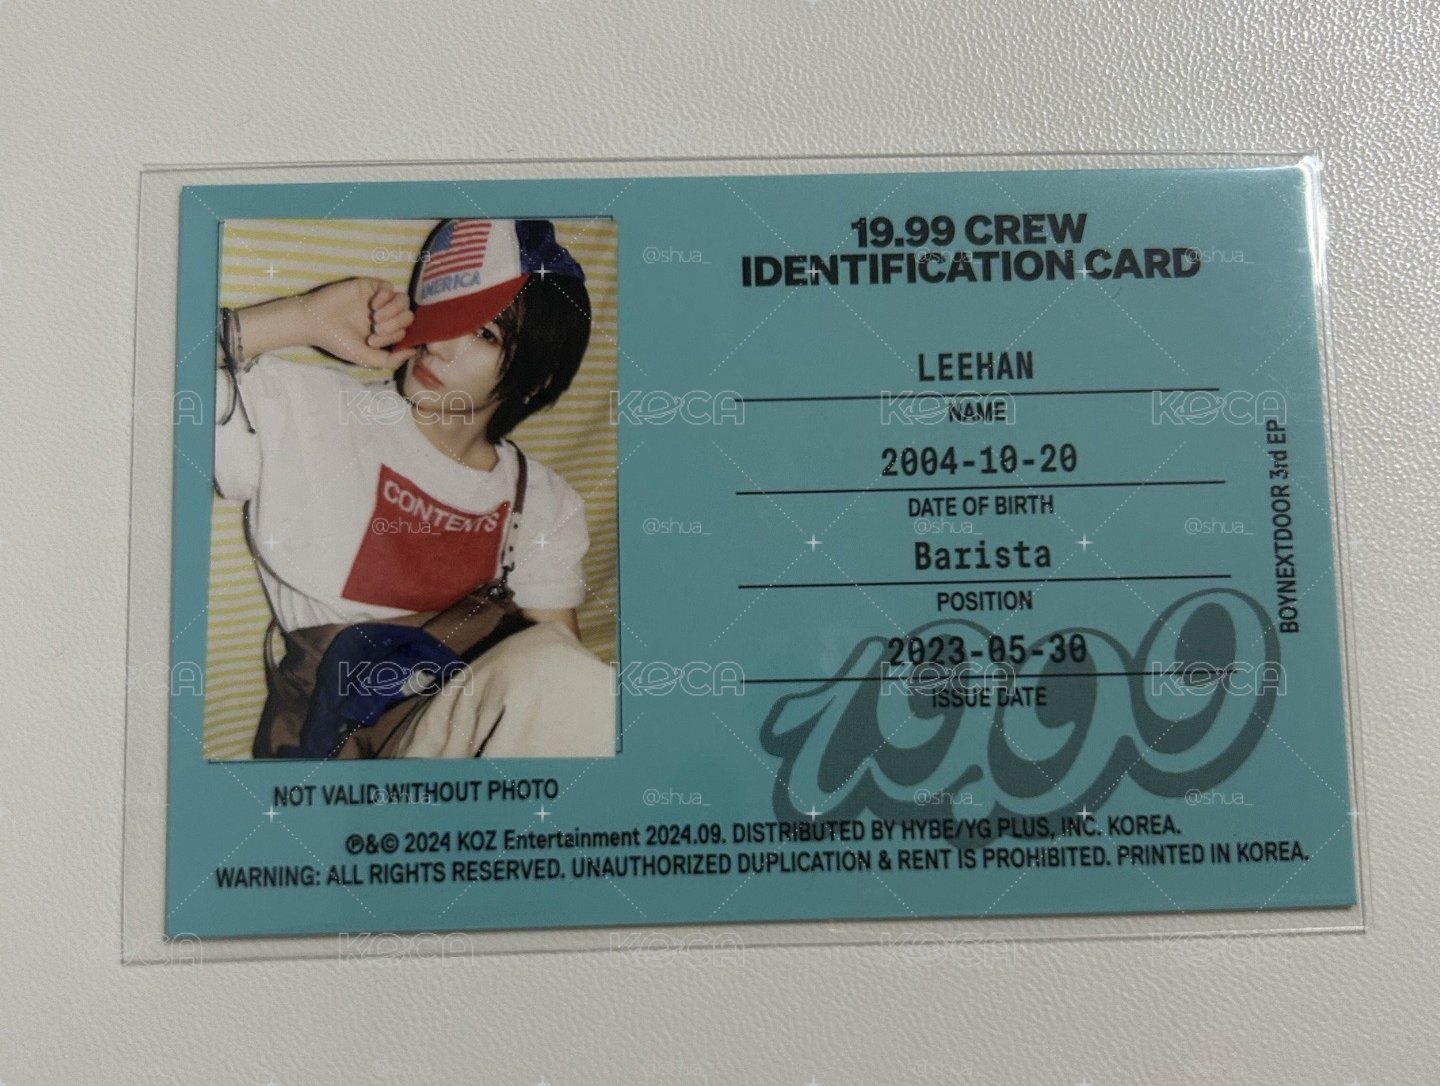 19.99 CREW
IDENTIFICATION CARD
LEEHAN
NAME
2004-10-20
DATE OF BIRTH
Barista
POSITION
2023-05-30
ISSUE DATE
19.99
BOYNEXTDOOR 3rd EP
AMERICA
CONTENTS
NOT VALID WITHOUT PHOTO
℗&© 2024 KOZ Entertainment 2024.09. DISTRIBUTED BY HYBE/YG PLUS, INC. KOREA.
WARNING: ALL RIGHTS RESERVED. UNAUTHORIZED DUPLICATION & RENT IS PROHIBITED. PRINTED IN KOREA.
KOCA
@shua_